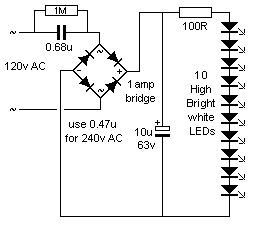 1M
0.68u
100R
120v AC
1 amp
bridge
10
High
Bright
white
LEDs
use 0.47u
for 240v AC
+
10u
63v
~
~
~
~
-
+